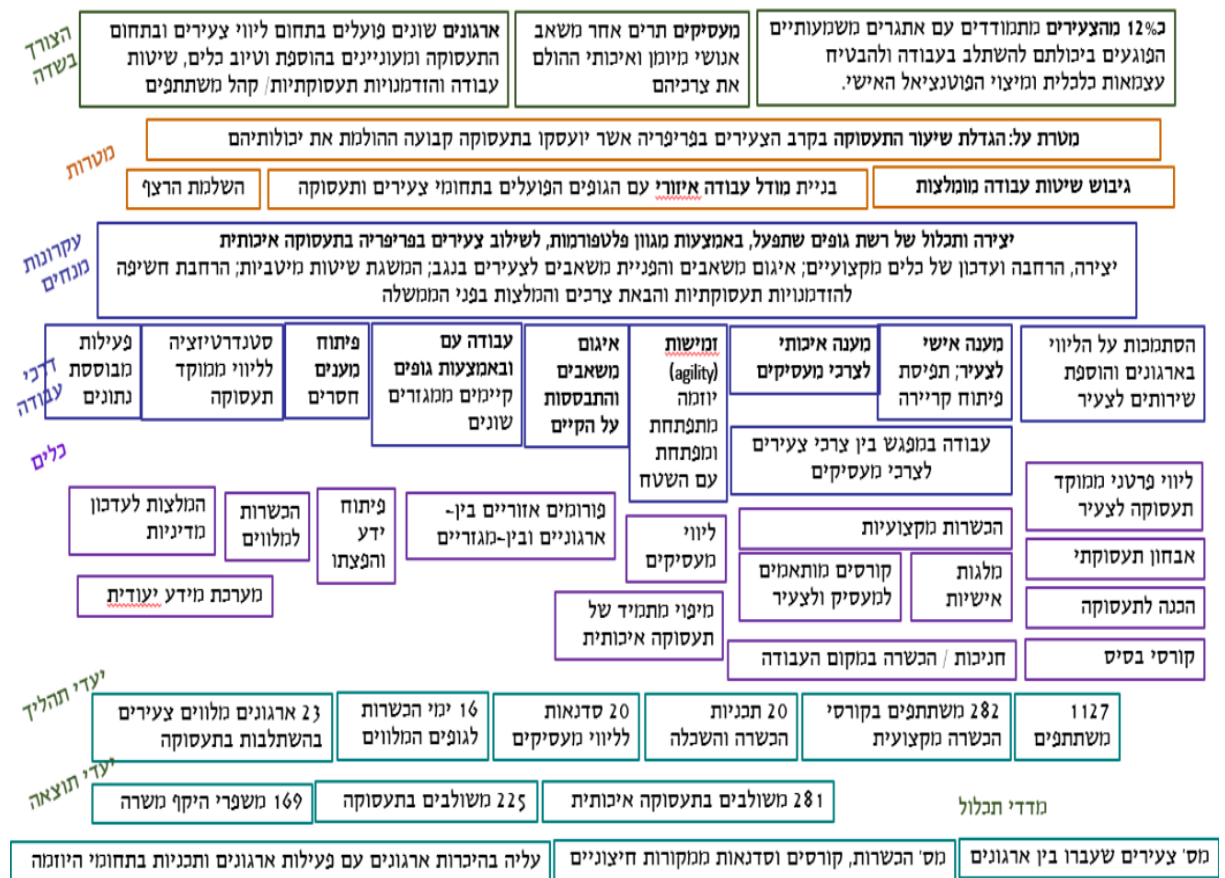 הצורך
בשדה
כ12% מהצעירים מתמודדים עם אתגרים משמעותיים
הפוגעים ביכולתם להשתלב בעבודה ולהבטיח
עצמאות כלכלית ומיצוי הפוטנציאל האישי.
מעסיקים תרים אחר משאב
אנושי מיומן ואיכותי ההולם
את צרכיהם
ארגונים שונים פועלים בתחום ליווי צעירים ובתחום
התעסוקה ומעוניינים בהוספת וטיוב כלים, שיטות
עבודה והזדמנויות תעסוקתיות/ קהל משתתפים
מטרות
מטרת על: הגדלת שיעור התעסוקה בקרב הצעירים בפריפריה אשר יועסקו בתעסוקה קבועה ההולמת את יכולותיהם
גיבוש שיטות עבודה מומלצות
בניית מודל עבודה איזורי עם הגופים הפועלים בתחומי צעירים ותעסוקה
השלמת הרצף
עקרונות
מנחים
יצירה ותכלול של רשת גופים שתפעל, באמצעות מגוון פלטפורמות, לשילוב צעירים בפריפריה בתעסוקה איכותית
יצירה, הרחבה ועדכון של כלים מקצועיים; איגום משאבים והפניית משאבים לצעירים בנגב; המשגת שיטות מיטביות; הרחבת חשיפה
להזדמנויות תעסוקתיות והבאת צרכים והמלצות בפני הממשלה
דרכי
עבודה
הסתמכות על הליווי
בארגונים והוספת
שירותים לצעיר
מענה אישי
לצעיר; תפיסת
פיתוח קריירה
מענה איכותי
לצרכי מעסיקים
עבודה במפגש בין צרכי צעירים
לצרכי מעסיקים
זמישות
(agility)
יוזמה
מתפתחת
ומפתחת
עם השטח
איגום
משאבים
והתבססות
על הקיים
עבודה עם
ובאמצעות גופים
קיימים ממגזרים
שונים
פיתוח
מענים
חסרים
סטנדרטיזציה
לליווי ממוקד
תעסוקה
פעילות
מבוססת
נתונים
כלים
ליווי פרטני ממוקד
תעסוקה לצעיר
אבחון תעסוקתי
הכנה לתעסוקה
קורסי בסיס
הכשרות מקצועיות
מלגות
אישיות
קורסים מותאמים
למעסיק ולצעיר
חניכות / הכשרה במקום העבודה
ליווי
מעסיקים
מיפוי מתמיד של
תעסוקה איכותית
פורומים אזוריים בין-
ארגוניים ובין-מגזריים
פיתוח
ידע
והפצתו
הכשרות
למלווים
המלצות לעדכון
מדיניות
מערכת מידע יעודית
יעדי תהליך
1127
משתתפים
282 משתתפים בקורסי
הכשרה מקצועית
20 תכניות
הכשרה והשכלה
20 סדנאות
לליווי מעסיקים
16 ימי הכשרות
לגופים המלווים
23 ארגונים מלווים צעירים
בהשתלבות בתעסוקה
יעדי תוצאה
281 משולבים בתעסוקה איכותית
225 משולבים בתעסוקה
169 משפרי היקף משרה
מדדי תכלול
מס' צעירים שעברו בין ארגונים
מס' הכשרות, קורסים וסדנאות ממקורות חיצוניים
עליה בהיכרות ארגונים עם פעילות ארגונים ותכניות בתחומי היוזמה